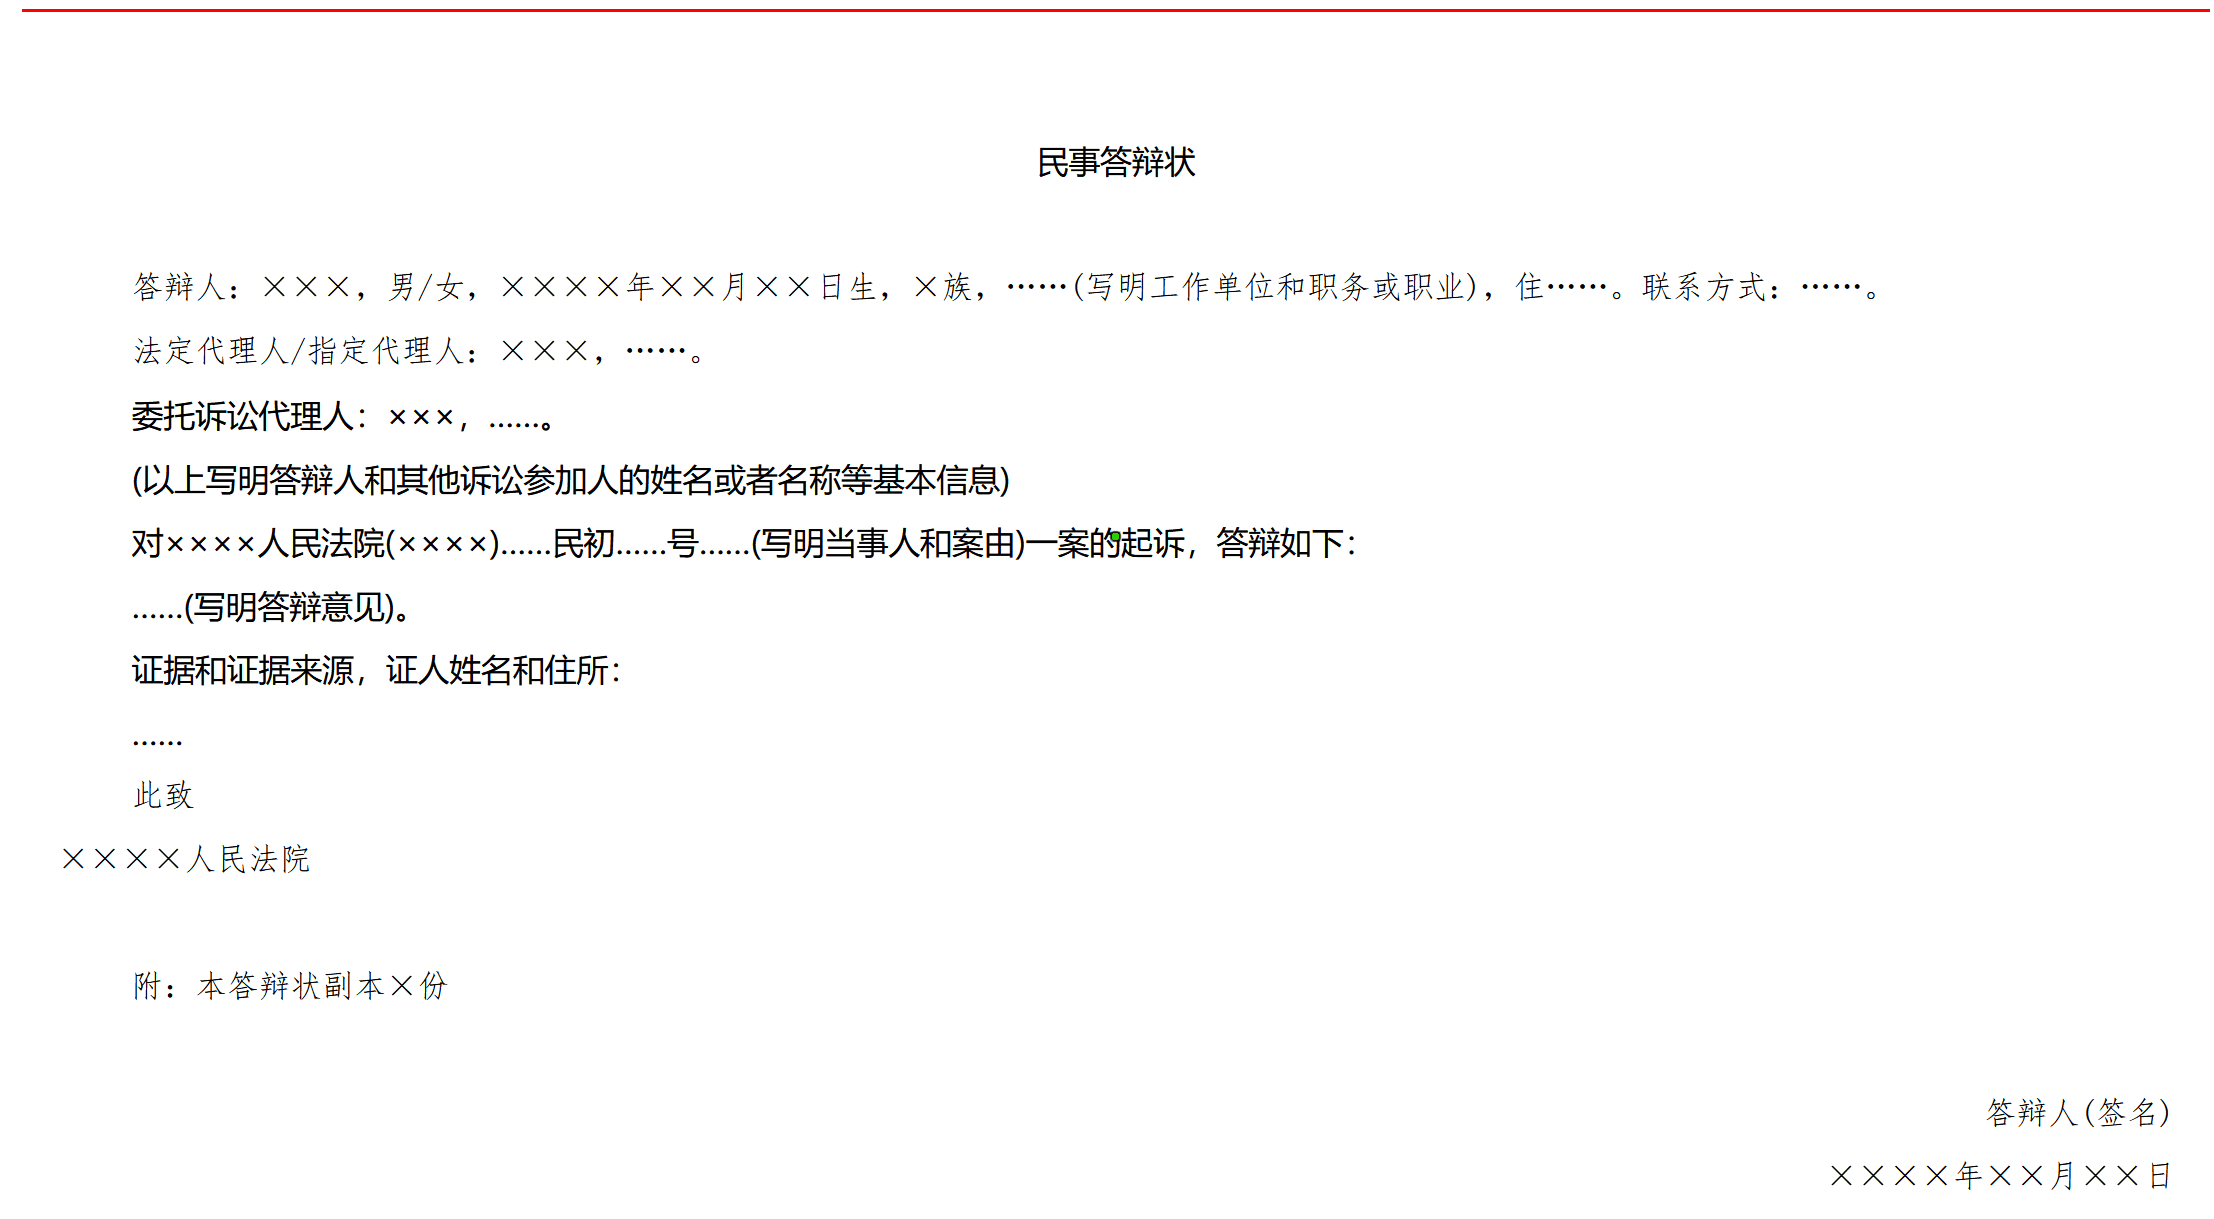 民事答辩状
答辩人：×××，男/女，××××年××月××日生，×族，……(写明工作单位和职务或职业)，住……。联系方式：……。
法定代理人/指定代理人：×××，……。
委托诉讼代理人：×××，……。
(以上写明答辩人和其他诉讼参加人的姓名或者名称等基本信息)
对××××人民法院(××××)……民初……号……(写明当事人和案由)一案的起诉，答辩如下：
……(写明答辩意见)。
证据和证据来源，证人姓名和住所：
……
此致
××××人民法院
附：本答辩状副本×份
答辩人(签名)
××××年××月××日